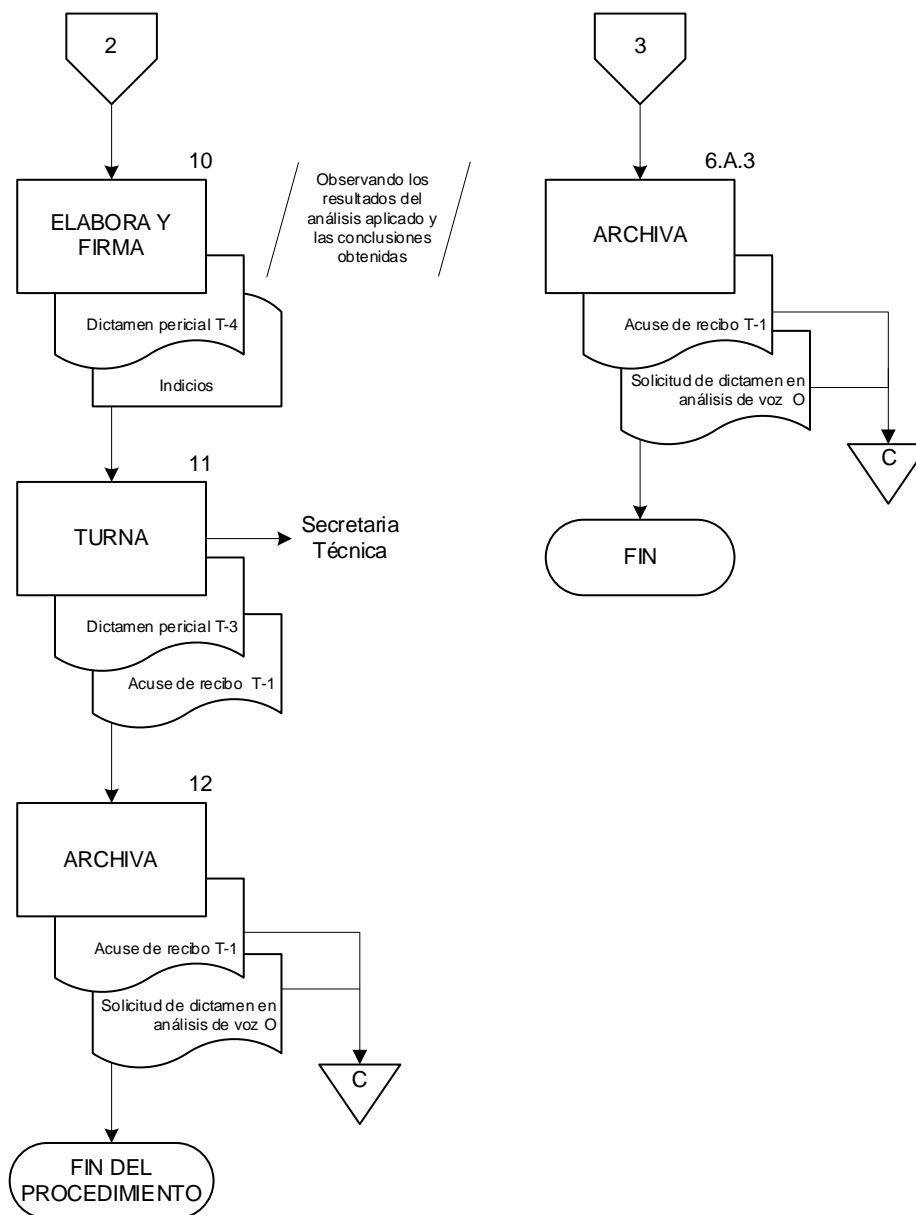 2
10
ELABORA Y
FIRMA
Observando los
resultados del
análisis aplicado y
las conclusiones
obtenidas
Dictamen pericial T-4
Indicios
11
TURNA
Secretaria
Técnica
Dictamen pericial T-3
Acuse de recibo T-1
12
ARCHIVA
Acuse de recibo T-1
Solicitud de dictamen en
análisis de voz O
C
FIN DEL
PROCEDIMIENTO
3
6.A.3
ARCHIVA
Acuse de recibo T-1
Solicitud de dictamen en
análisis de voz O
C
FIN